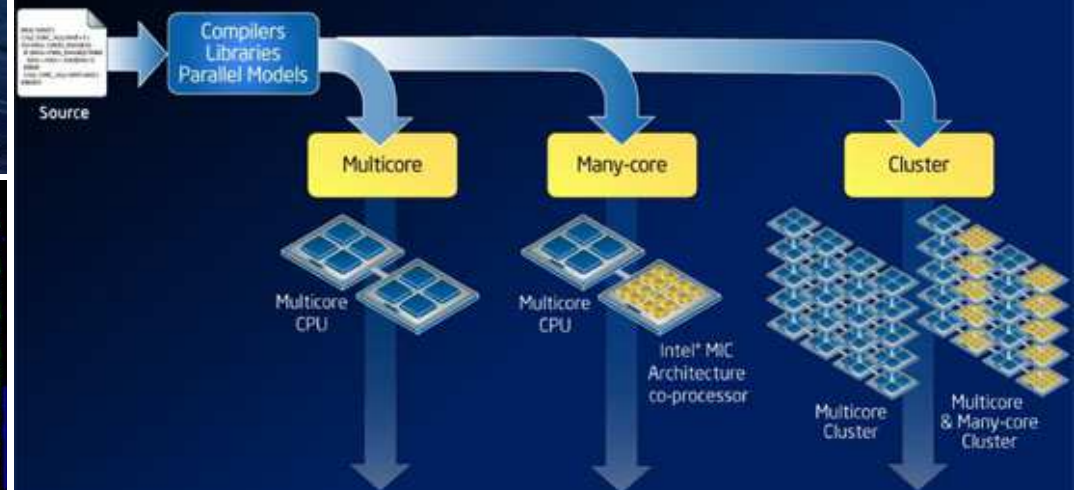 Compilers
Libraries
Parallel Models
Source
Multicore
Many-core
Cluster
Multicore
CPU
Multicore
CPU
Intel® MIC
Architecture
co-processor
Multicore
Cluster
Multicore
& Many-core
Cluster